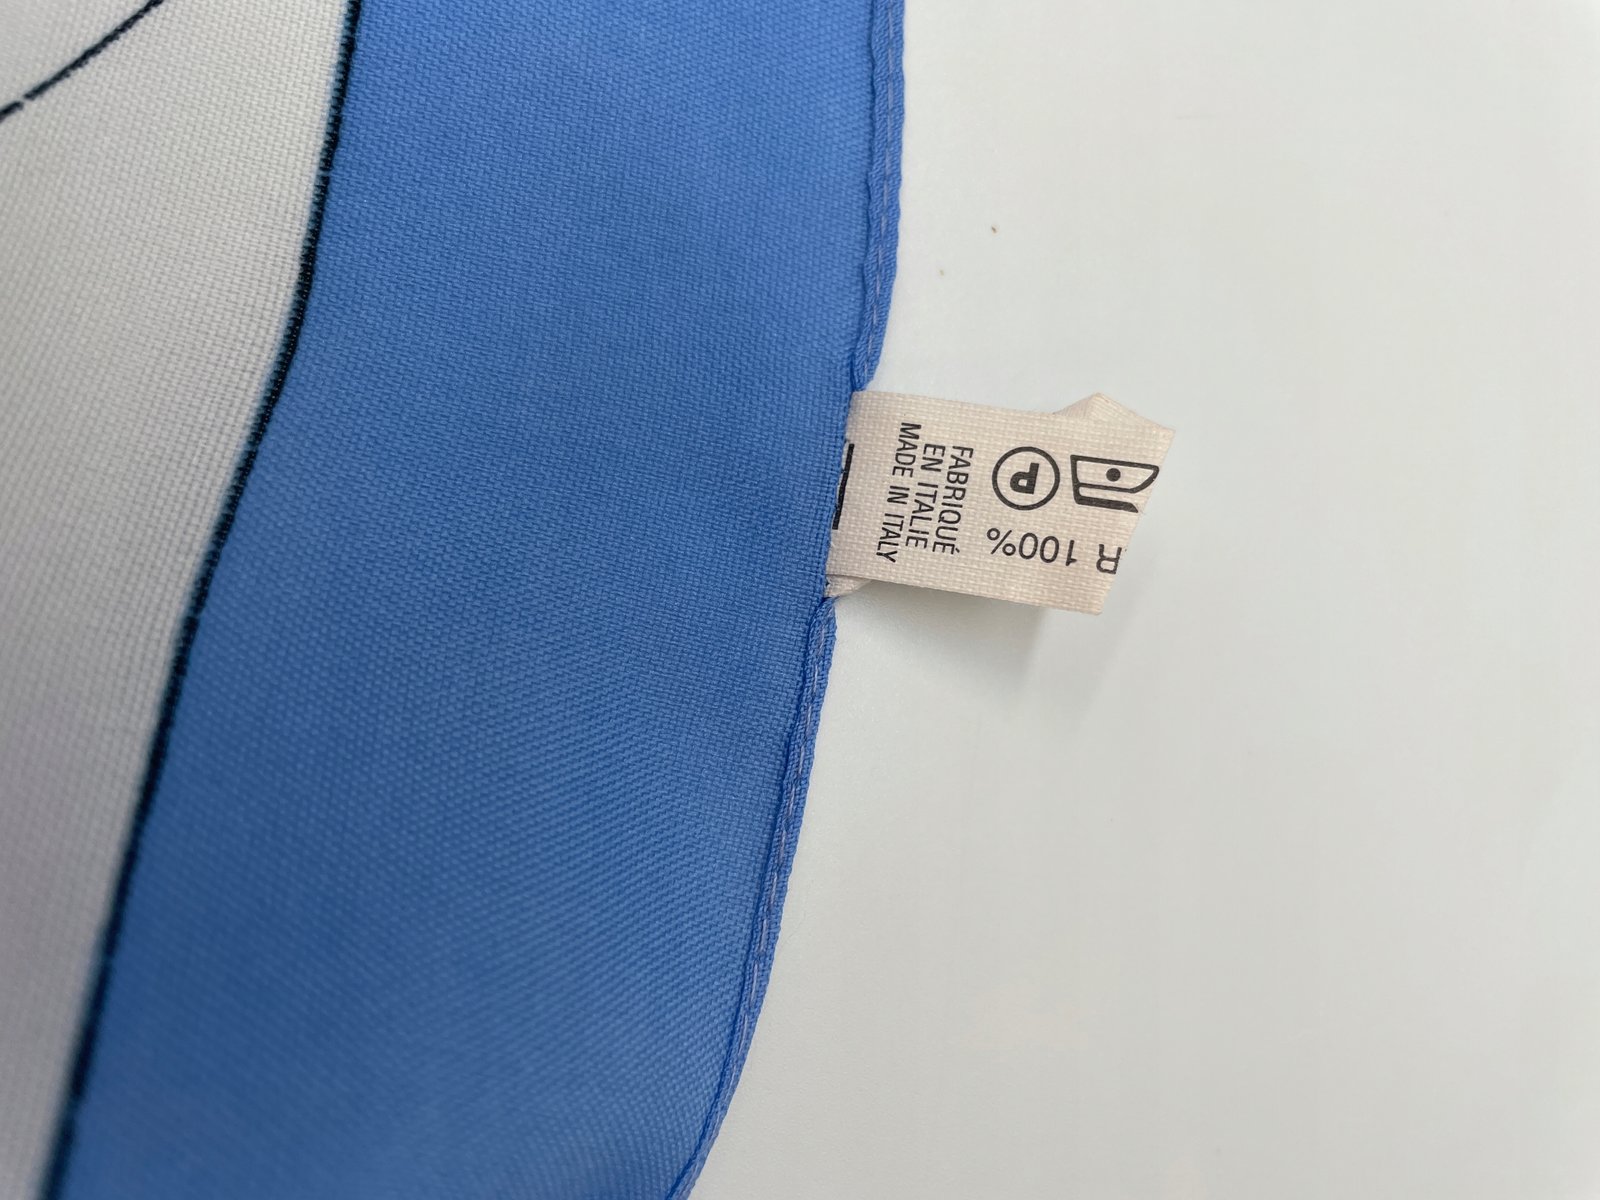 FABRIQUÉ
EN ITALIE
MADE IN ITALY
P
100%